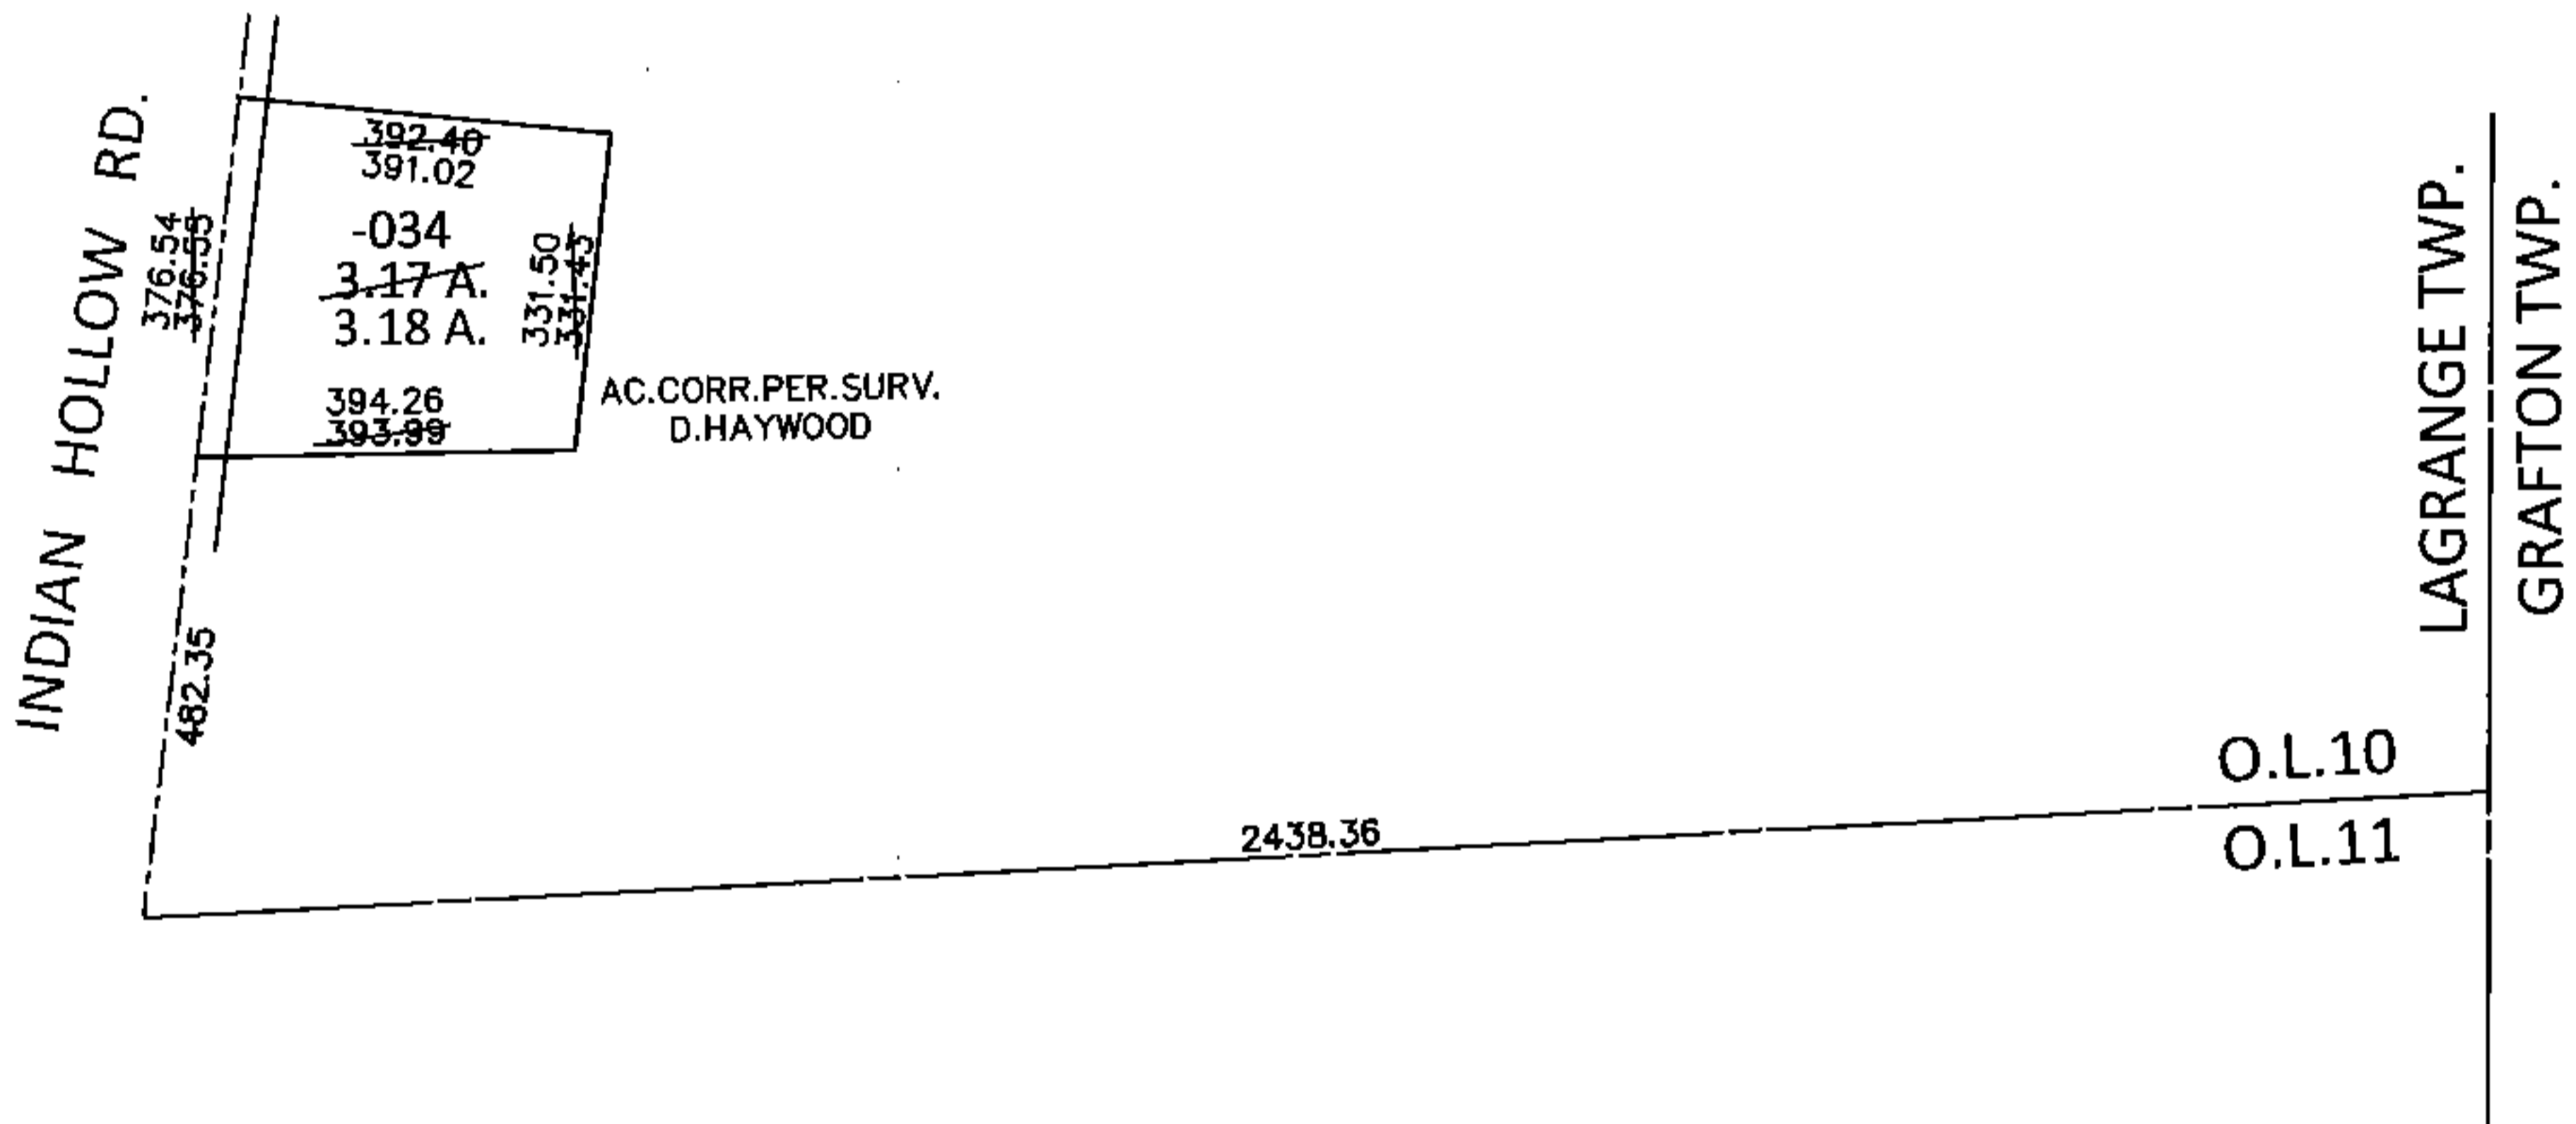 INDIAN HOLLOW RD.
376.54
376.55
392.40
391.02
-034
3.17 A.
3.18 A.
331.50
331.45
394.26
393.99
AC.CORR.PER.SURV.
D.HAYWOOD
482.35
2438.36
LAGRANGE TWP.
GRAFTON TWP.
O.L.10
O.L.11